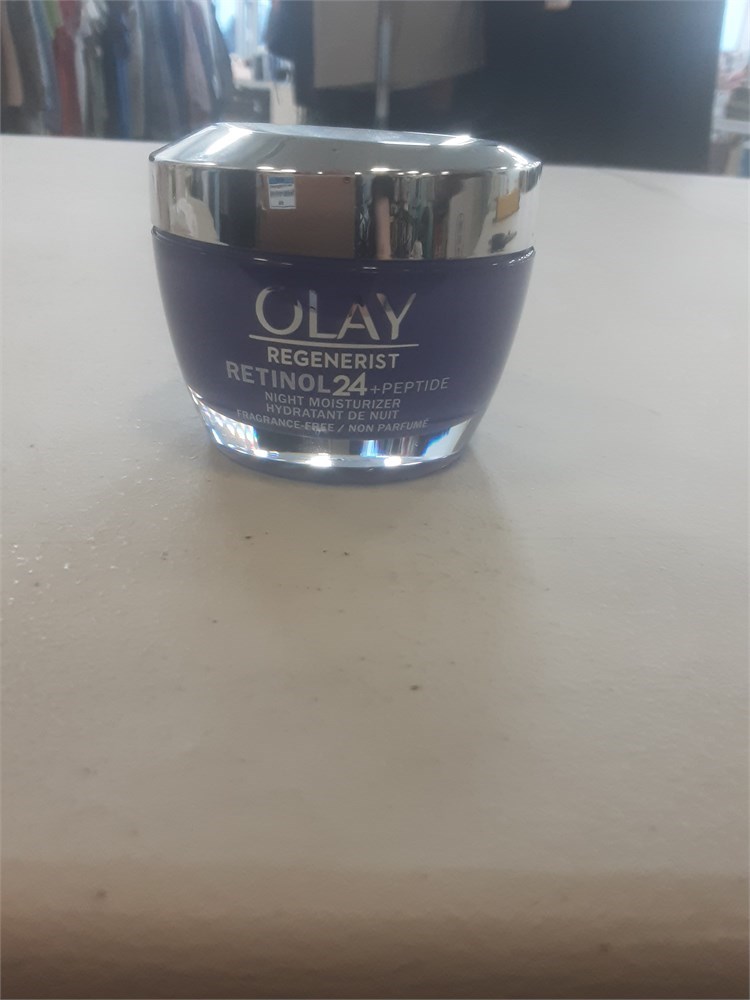 OLAY
REGENERIST
RETINOL24+PEPTIDE
NIGHT MOISTURIZER
HYDRATANT DE NUIT
FRAGRANCE-FREE / NON PARFUMÉ